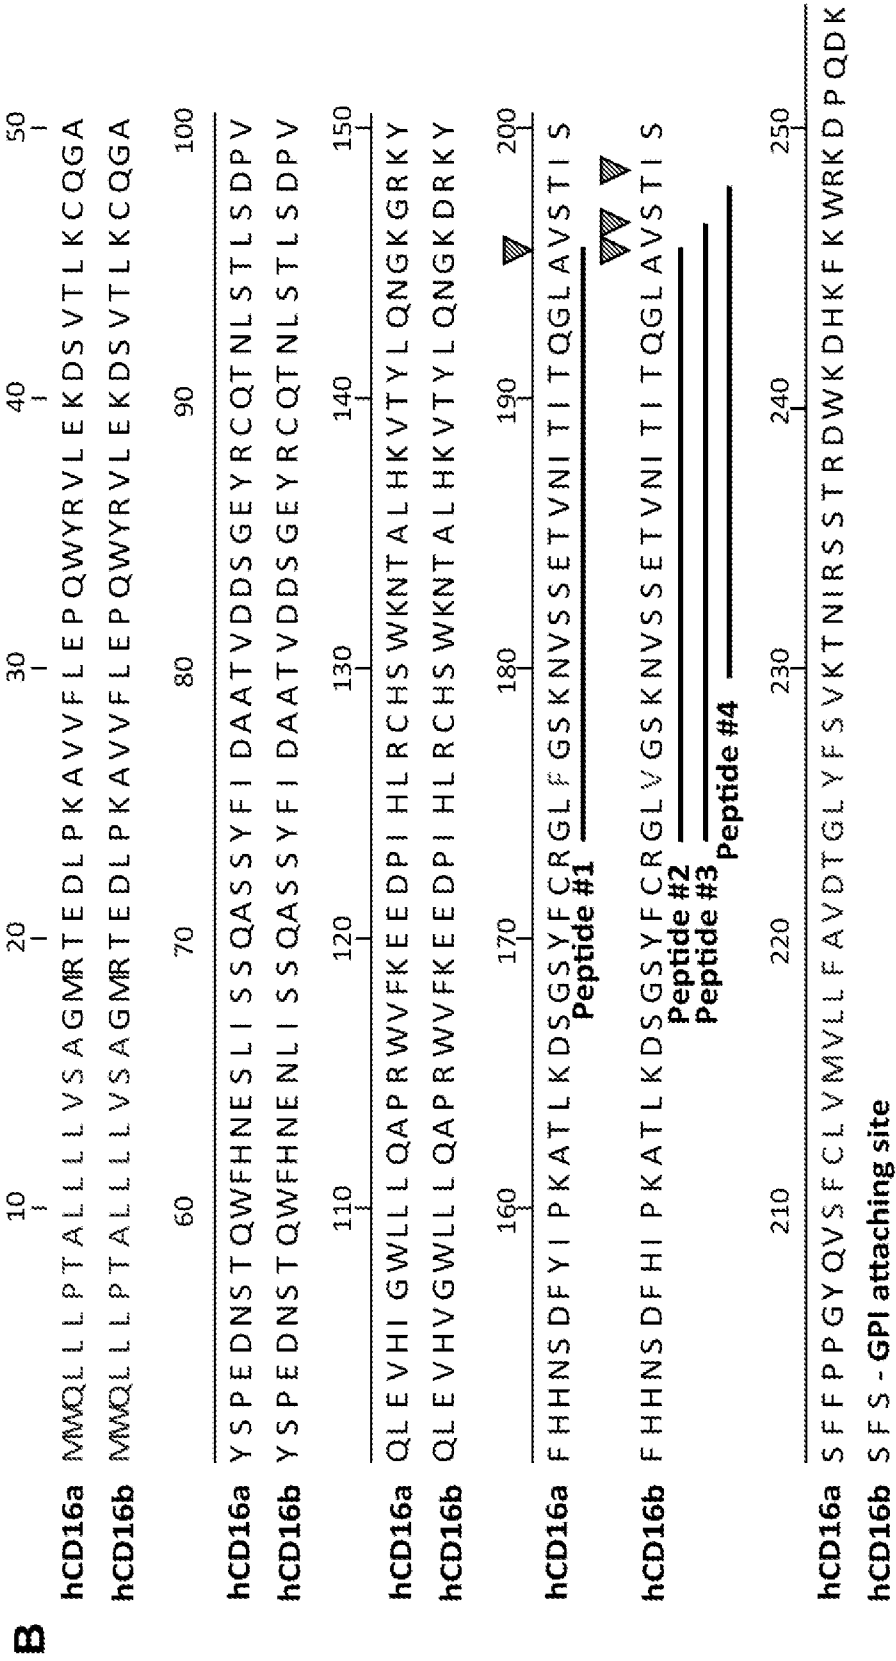 B
10 20 30 40 50
hCD16a MWQLLLPTALLLLVSAGMRTEDLPKAVVFLEPQWYRVLEKDSVTLKCQGA
hCD16b MWQLLLPTALLLLVSAGMRTEDLPKAVVFLEPQWYRVLEKDSVTLKCQGA
60 70 80 90 100
hCD16a YSPEDNSTQWFHNESLISSQASSYFIDAATVDDSGEYRCQTNLSTLSDPV
hCD16b YSPEDNSTQWFHNENLISSQASSYFIDAATVDDSGEYRCQTNLSTLSDPV
110 120 130 140 150
hCD16a QLEVHIGWLLLQAPRWVFKEEDPIHLRCHSWKNTALHKVTYLQNGKGRKY
hCD16b QLEVHVGWLLLQAPRWVFKEEDPIHLRCHSWKNTALHKVTYLQNGKDRKY
160 170 180 190 200
hCD16a FHHNSDFYIPKATLKDSGSYFCRGLFGSKNVSSETVNITITQGLAVSTIS
Peptide #1
hCD16b FHHNSDFHIPKATLKDSGSYFCRGLVGSKNVSSETVNITITQGLAVSTIS
Peptide #2
Peptide #3
Peptide #4
210 220 230 240 250
hCD16a SFFPPGYQVSFCLVMVLLFAVDTGLYFSVKTNIRSSTRDWKDHKFKWRKDPQDK
hCD16b SFS - GPI attaching site